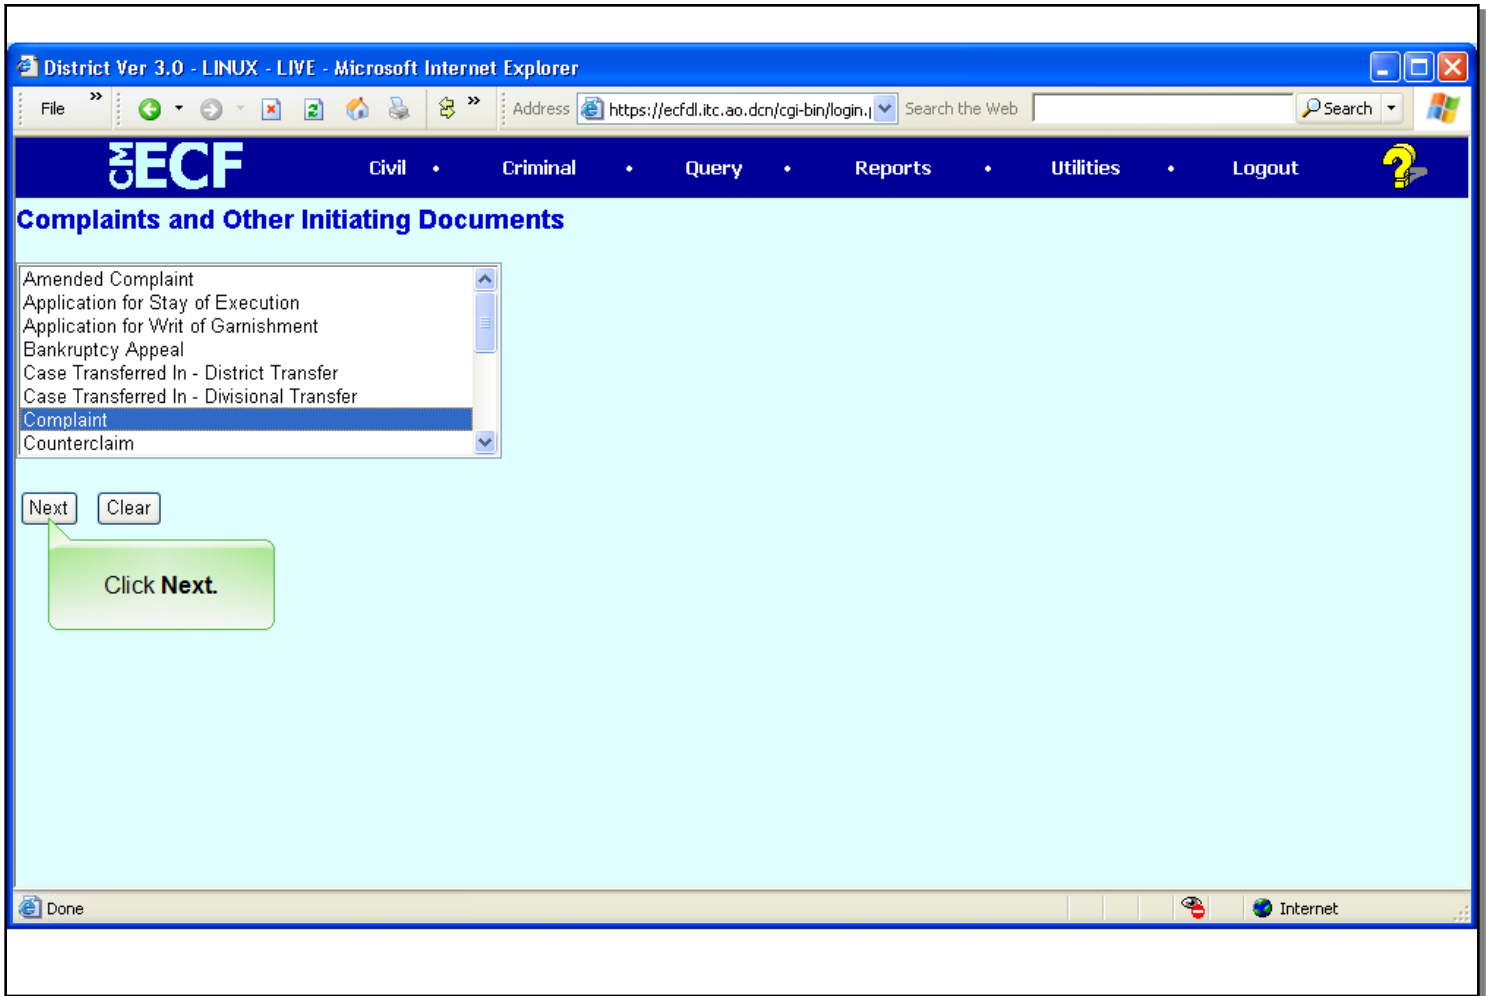 District Ver 3.0 - LINUX - LIVE - Microsoft Internet Explorer
File » » Address https://ecfdl.itc.ao.dcn/cgi-bin/login. Search the Web Search
CM ECF Civil • Criminal • Query • Reports • Utilities • Logout ?
Complaints and Other Initiating Documents
Amended Complaint
Application for Stay of Execution
Application for Writ of Garnishment
Bankruptcy Appeal
Case Transferred In - District Transfer
Case Transferred In - Divisional Transfer
Complaint
Counterclaim
Next Clear
Click Next.
Done Internet